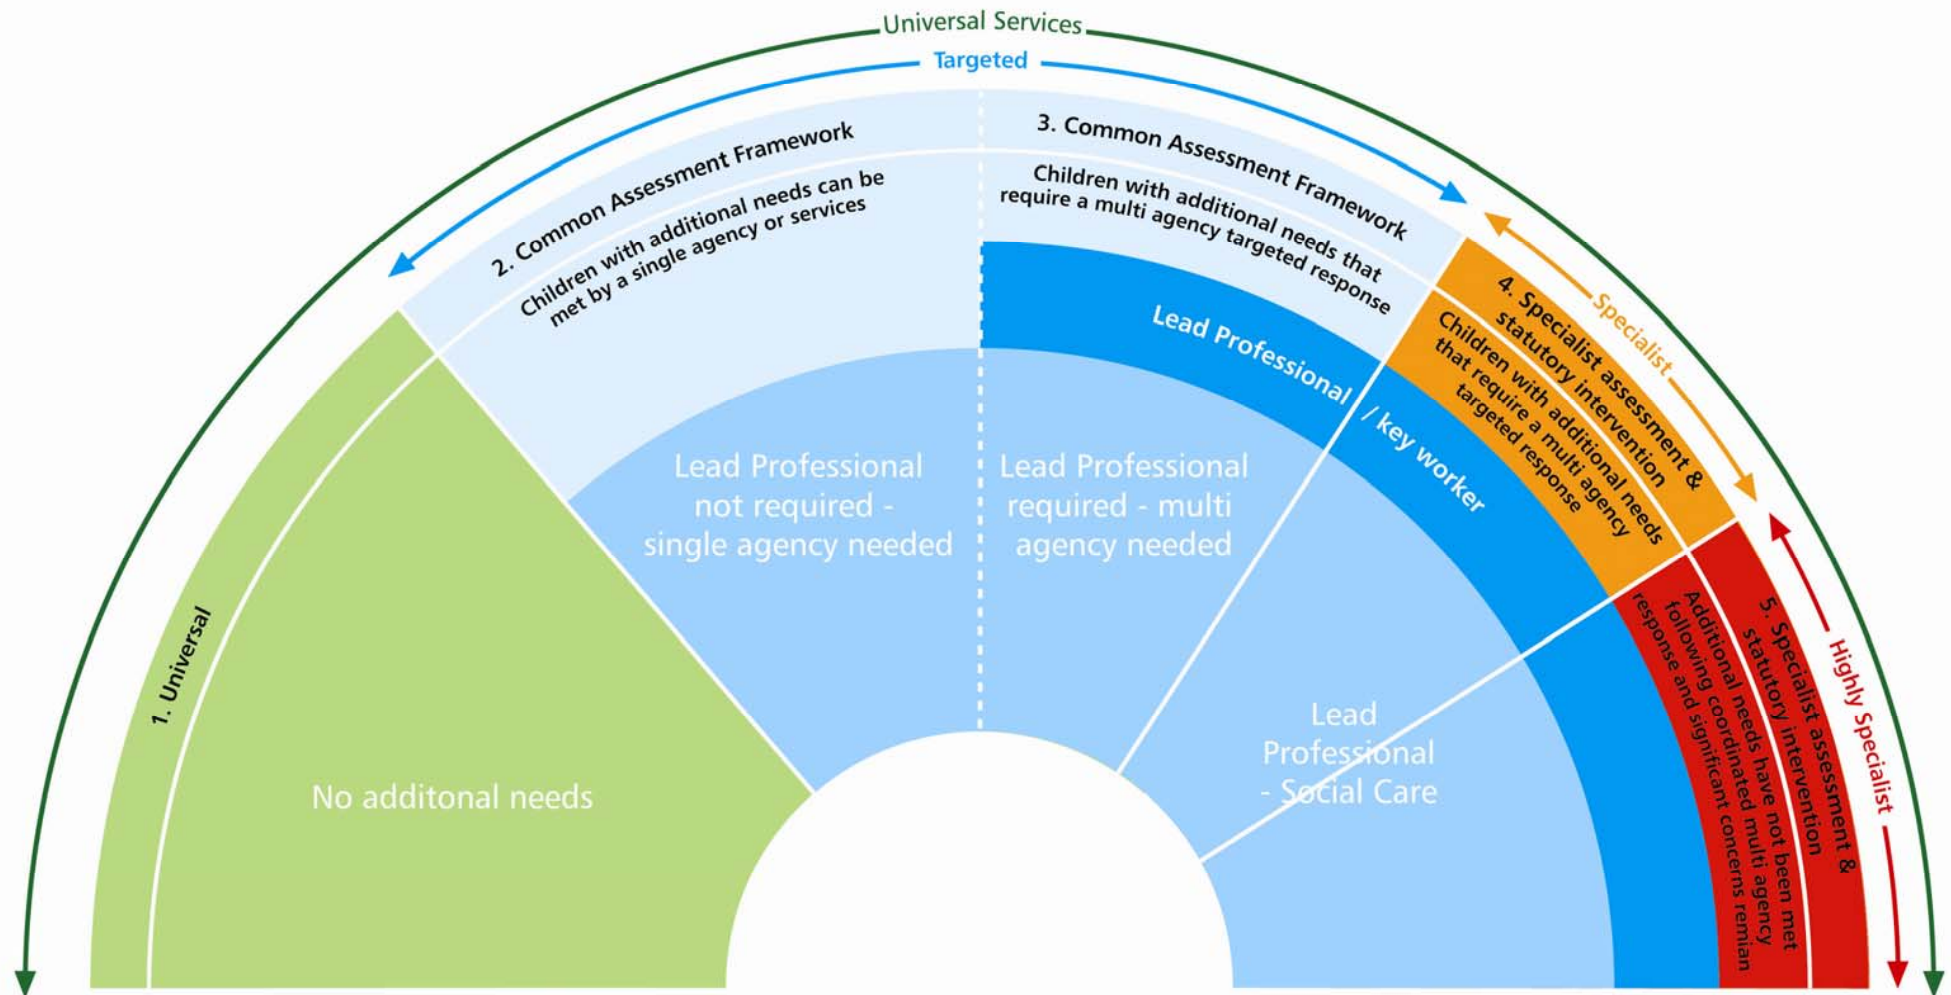 Universal Services
Targeted
2. Common Assessment Framework
Children with additional needs can be
met by a single agency or services
3. Common Assessment Framework
Children with additional needs that
require a multi agency targeted response
Specialist
4. Specialist assessment &
statutory intervention
Children with additional needs
that require a multi agency
targeted response
Lead Professional / key worker
Lead Professional
not required -
single agency needed
Lead Professional
required - multi
agency needed
1. Universal
No additonal needs
Lead
Professional
- Social Care
Highly Specialist
5. Specialist assessment &
statutory intervention
Additional needs have not been met
following coordinated multi agency
response and significant concerns remian